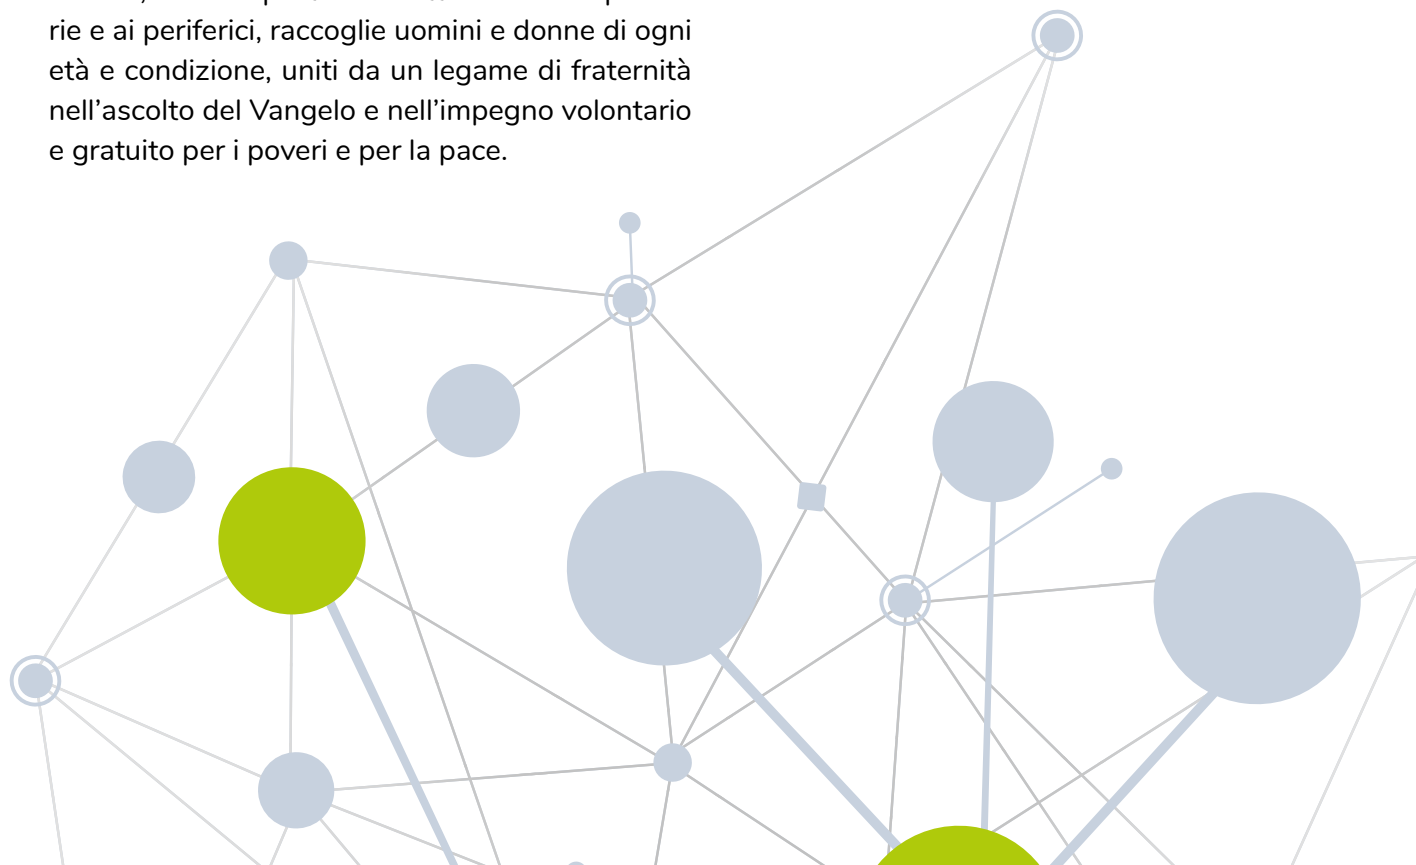 rie e ai periferici, raccoglie uomini e donne di ogni
età e condizione, uniti da un legame di fraternità
nell’ascolto del Vangelo e nell’impegno volontario
e gratuito per i poveri e per la pace.